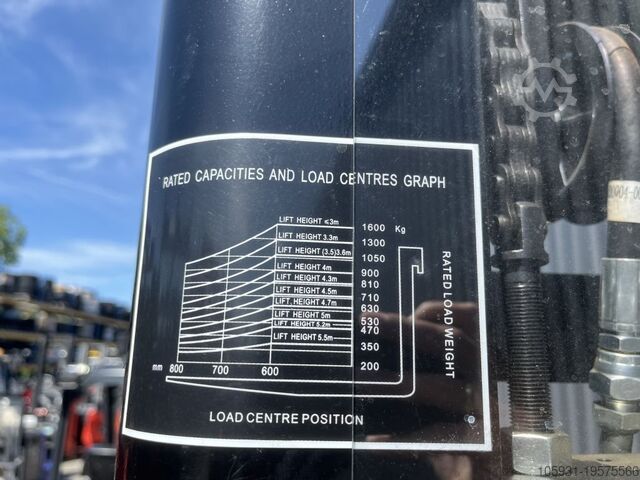 RATED CAPACITIES AND LOAD CENTRES GRAPH
LIFT HEIGHT ≤3m 1600 Kg
LIFT HEIGHT 3.3m 1300
LIFT HEIGHT (3.5)3.6m 1050
LIFT HEIGHT 4m 900
LIFT HEIGHT 4.3m 810
LIFT HEIGHT 4.5m 710
LIFT, HEIGHT 4.7m 630
LIFT HEIGHT 5m 530
LIFT HEIGHT 5.2m 470
LIFT HEIGHT 5.5m 350
200
mm 800 700 600
RATED LOAD WEIGHT
LOAD CENTRE POSITION
105931-19575566